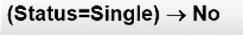 (Status=Single) → No